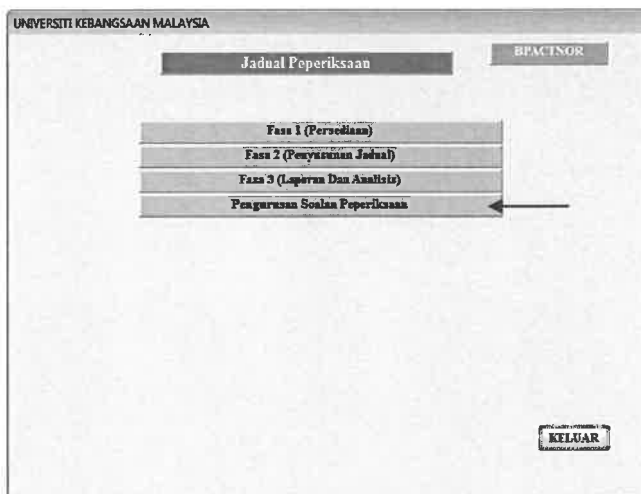 UNIVERSITI KEBANGSAAN MALAYSIA
BPACTNOR
Jadual Peperiksaan
Fasa 1 (Persediaan)
Fasa 2 (Penyusunan Jadual)
Fasa 3 (Laporan Dan Analisis)
Pengurusan Soalan Peperiksaan
KELUAR